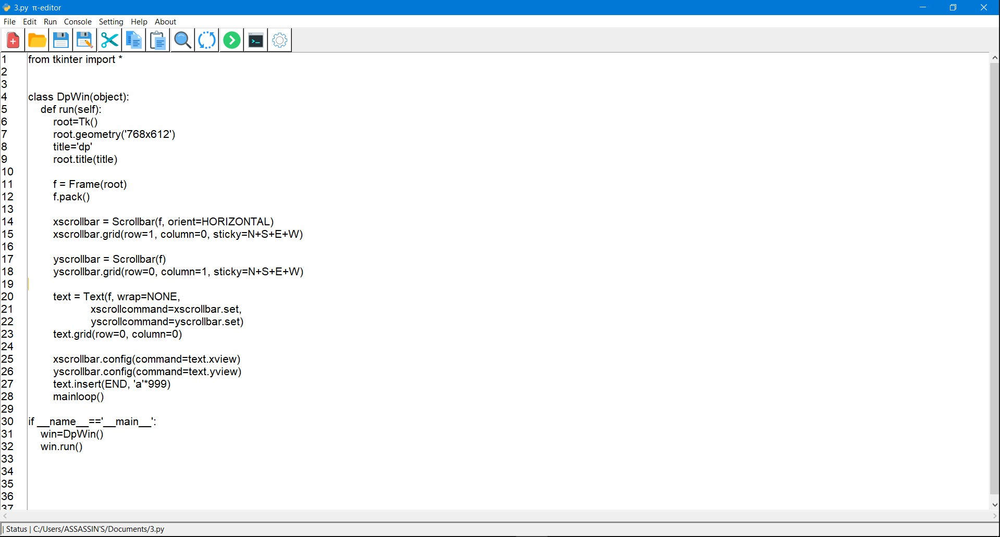 3.py π-editor
File Edit Run Console Setting Help About
1 from tkinter import *
2
3
4 class DpWin(object):
5     def run(self):
6         root=Tk()
7         root.geometry('768x612')
8         title='dp'
9         root.title(title)
10
11         f = Frame(root)
12         f.pack()
13
14         xscrollbar = Scrollbar(f, orient=HORIZONTAL)
15         xscrollbar.grid(row=1, column=0, sticky=N+S+E+W)
16
17         yscrollbar = Scrollbar(f)
18         yscrollbar.grid(row=0, column=1, sticky=N+S+E+W)
19
20         text = Text(f, wrap=NONE,
21                     xscrollcommand=xscrollbar.set,
22                     yscrollcommand=yscrollbar.set)
23         text.grid(row=0, column=0)
24
25         xscrollbar.config(command=text.xview)
26         yscrollbar.config(command=text.yview)
27         text.insert(END, 'a'*999)
28         mainloop()
29
30 if __name__=='__main__':
31     win=DpWin()
32     win.run()
33
34
35
36
37
| Status | C:/Users/ASSASSIN'S/Documents/3.py